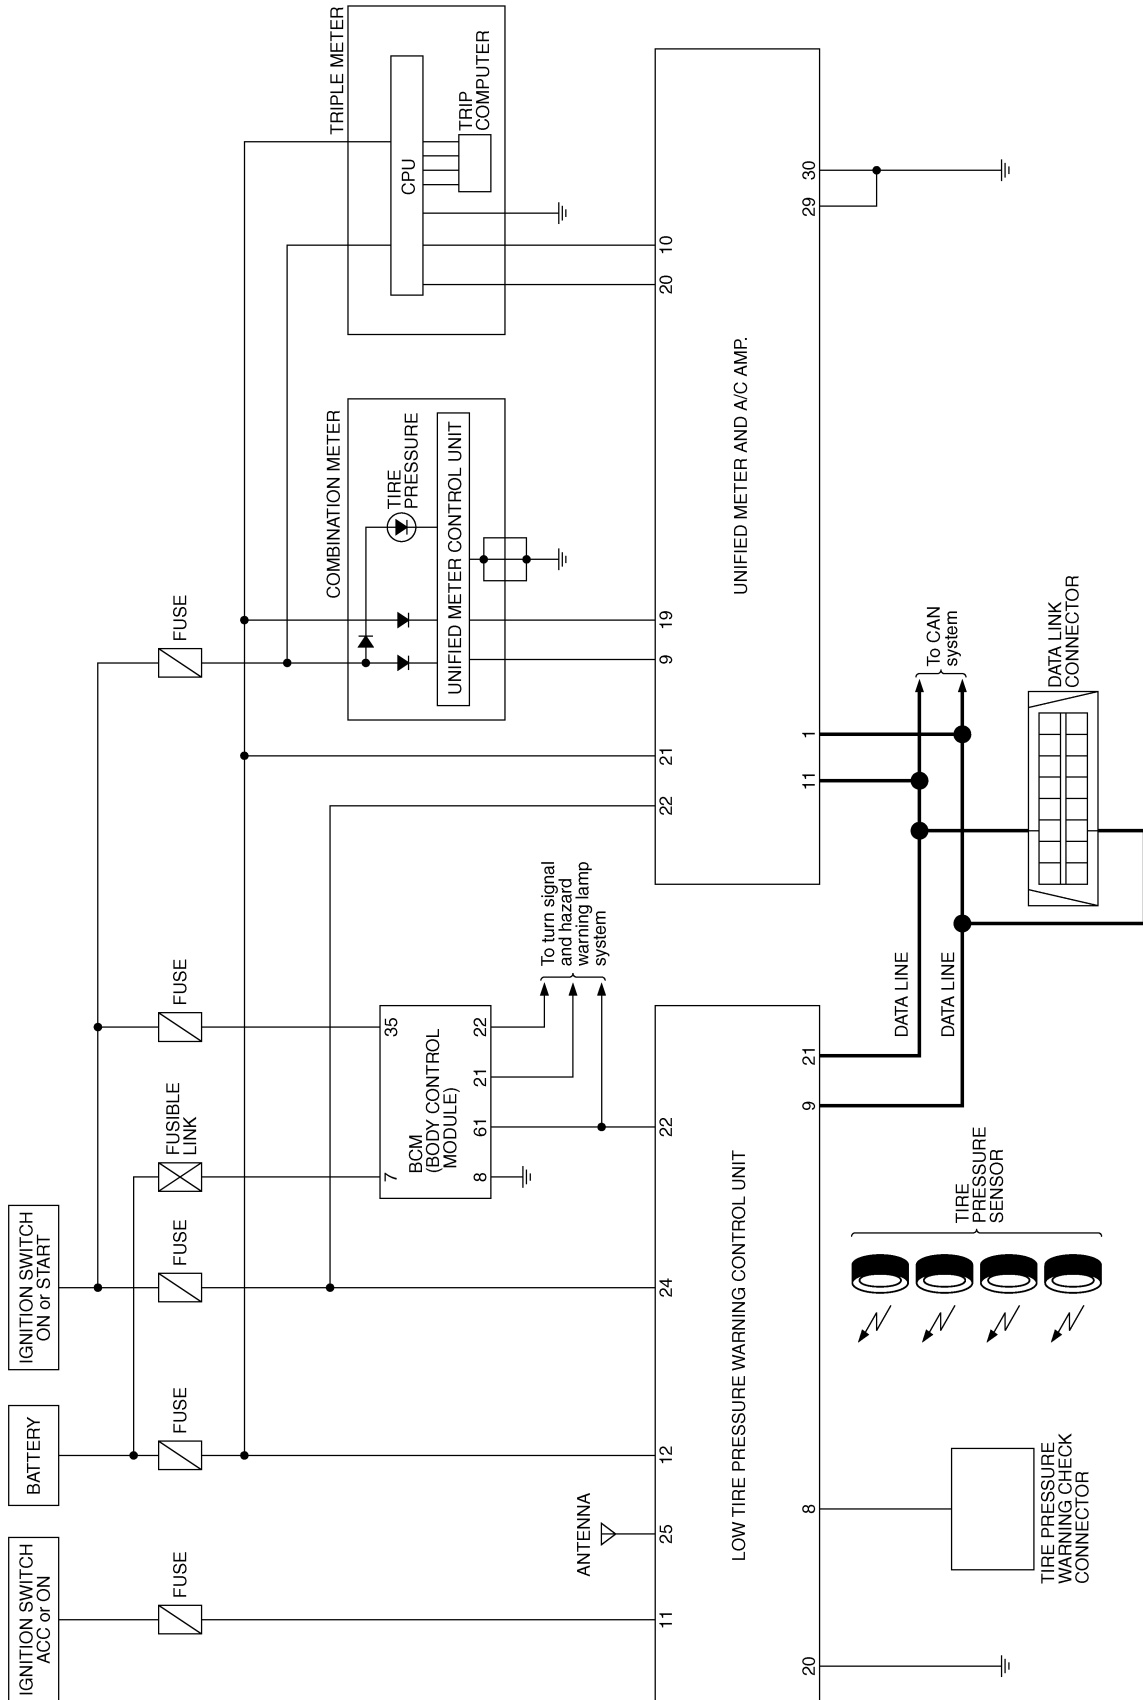 IGNITION SWITCH
ACC or ON
BATTERY
IGNITION SWITCH
ON or START
FUSE
FUSE
FUSE
FUSIBLE
LINK
FUSE
FUSE
ANTENNA
11
25
12
24
22
LOW TIRE PRESSURE WARNING CONTROL UNIT
20
8
9
21
7
35
BCM
(BODY CONTROL
MODULE)
8
61
21
22
To turn signal
and hazard
warning lamp
system
COMBINATION METER
TIRE
PRESSURE
UNIFIED METER CONTROL UNIT
TRIPLE METER
CPU
TRIP
COMPUTER
22
21
9
19
20
10
UNIFIED METER AND A/C AMP.
11
1
29
30
TIRE PRESSURE
WARNING CHECK
CONNECTOR
TIRE
PRESSURE
SENSOR
DATA LINE
DATA LINE
To CAN
system
DATA LINK
CONNECTOR